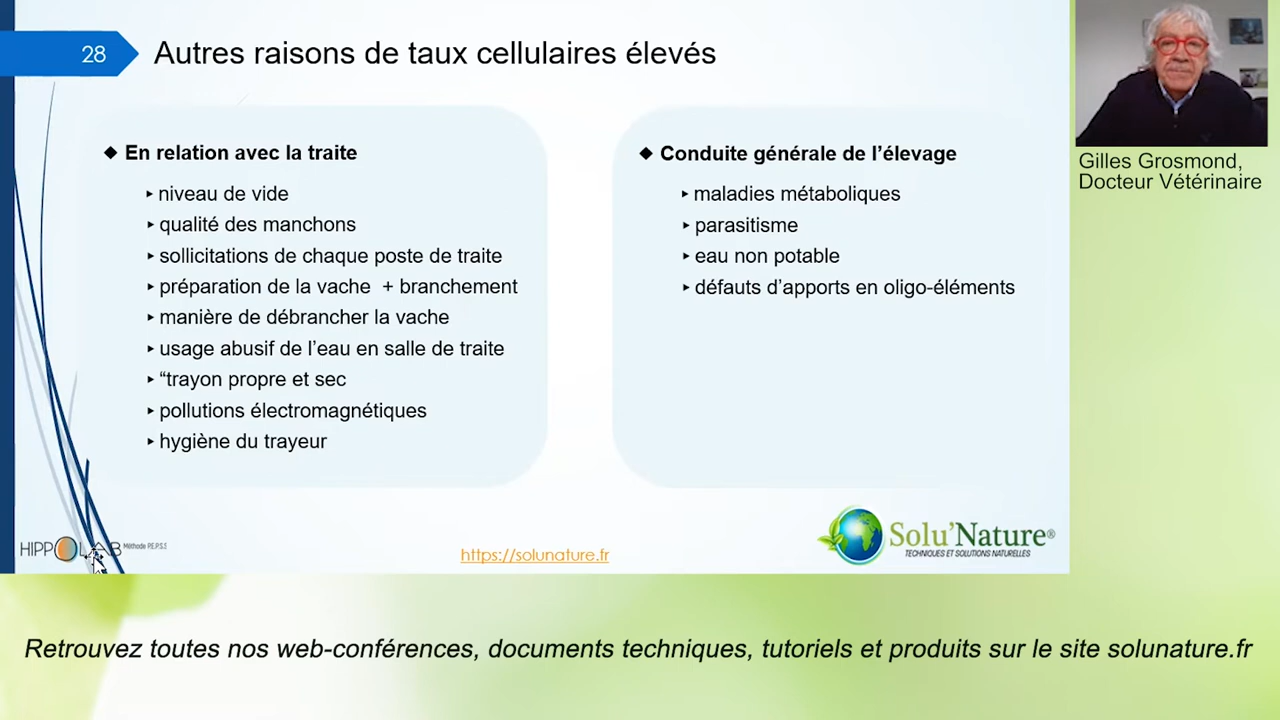 28
Autres raisons de taux cellulaires élevés
◆ En relation avec la traite
▸ niveau de vide
▸ qualité des manchons
▸ sollicitations de chaque poste de traite
▸ préparation de la vache + branchement
▸ manière de débrancher la vache
▸ usage abusif de l’eau en salle de traite
▸ “trayon propre et sec
▸ pollutions électromagnétiques
▸ hygiène du trayeur
◆ Conduite générale de l’élevage
▸ maladies métaboliques
▸ parasitisme
▸ eau non potable
▸ défauts d’apports en oligo-éléments
Gilles Grosmond,
Docteur Vétérinaire
HIPPOLAB Méthode P.E.P.S.S
https://solunature.fr
Solu’Nature®
TECHNIQUES ET SOLUTIONS NATURELLES
Retrouvez toutes nos web-conférences, documents techniques, tutoriels et produits sur le site solunature.fr